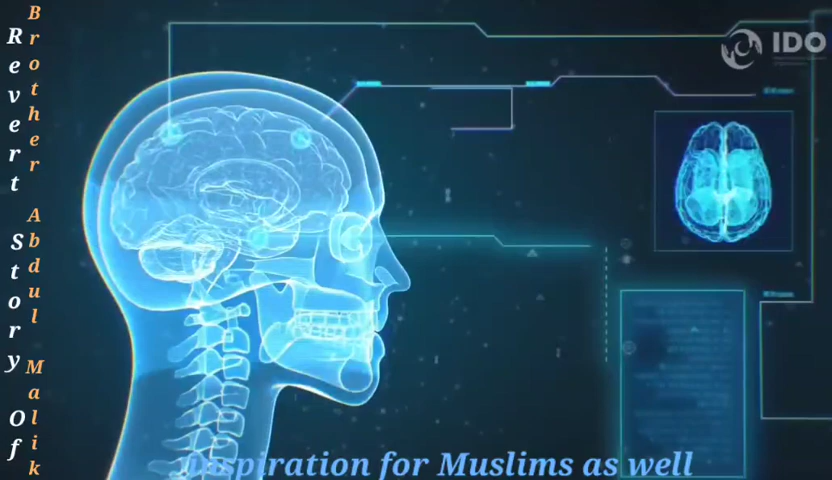 Revert Story Of
Brother Abdul Malik
IDO
Inspiration for Muslims as well